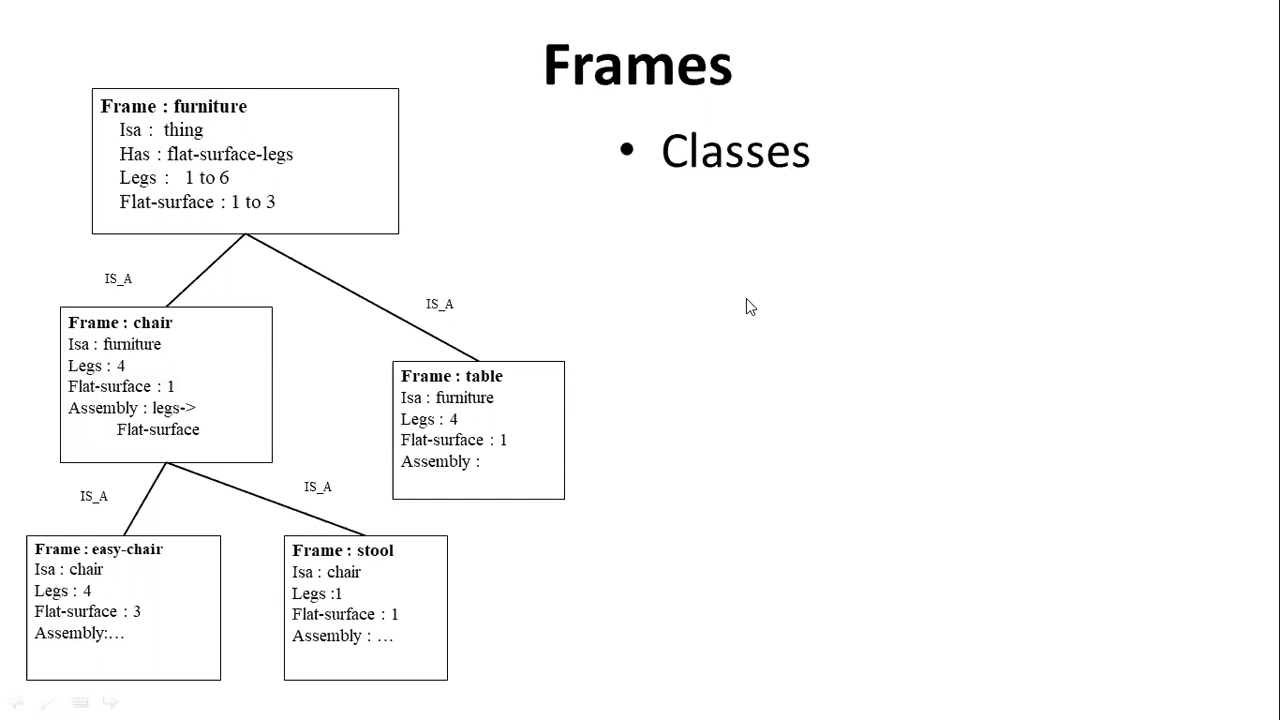 Frames
Frame : furniture
Isa : thing
Has : flat-surface-legs
Legs : 1 to 6
Flat-surface : 1 to 3
• Classes
IS_A
IS_A
Frame : chair
Isa : furniture
Legs : 4
Flat-surface : 1
Assembly : legs->
Flat-surface
Frame : table
Isa : furniture
Legs : 4
Flat-surface : 1
Assembly :
IS_A
IS_A
Frame : easy-chair
Isa : chair
Legs : 4
Flat-surface : 3
Assembly:…
Frame : stool
Isa : chair
Legs :1
Flat-surface : 1
Assembly : …